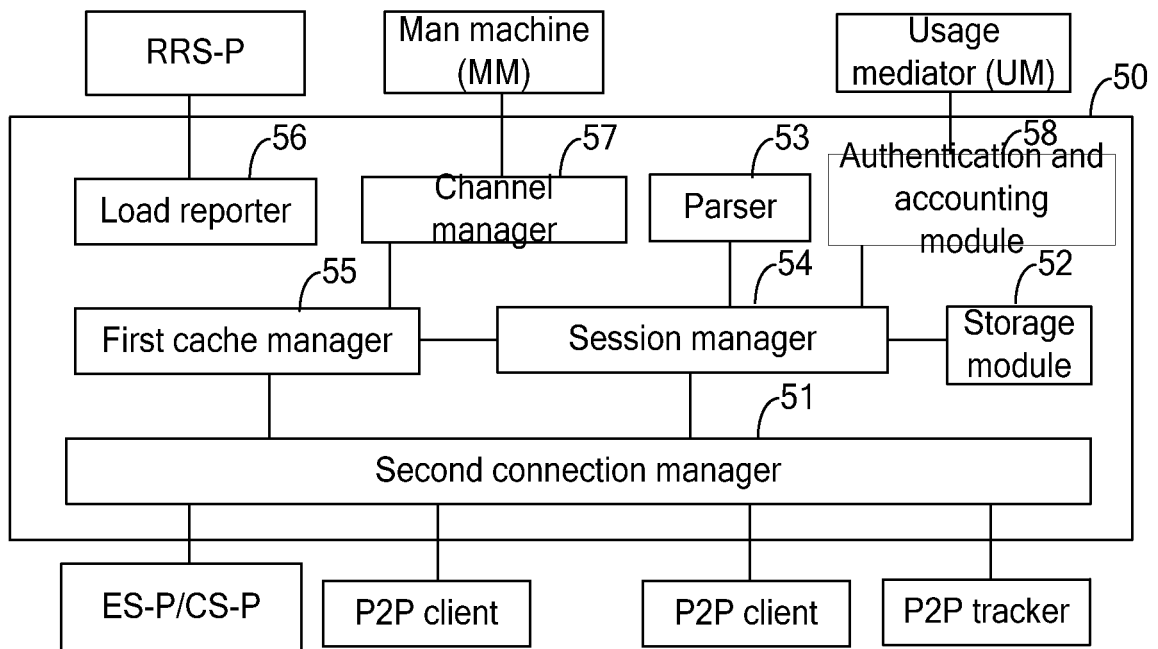 RRS-P
Man machine
(MM)
Usage
mediator (UM)
50
56
57
53
58
Load reporter
Channel
manager
Parser
Authentication and
accounting
module
55
54
52
First cache manager
Session manager
Storage
module
51
Second connection manager
ES-P/CS-P
P2P client
P2P client
P2P tracker